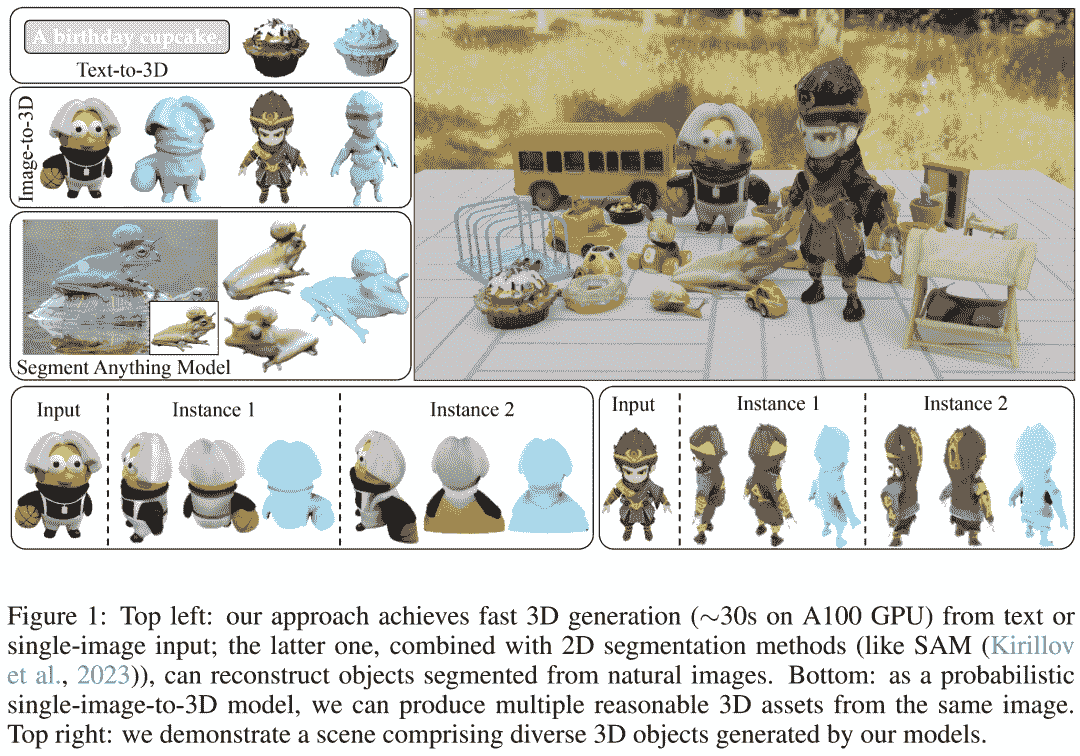 A birthday cupcake.
Text-to-3D
Image-to-3D
Segment Anything Model
Input
Instance 1
Instance 2
Input
Instance 1
Instance 2
Figure 1: Top left: our approach achieves fast 3D generation (∼30s on A100 GPU) from text or
single-image input; the latter one, combined with 2D segmentation methods (like SAM (Kirillov
et al., 2023)), can reconstruct objects segmented from natural images. Bottom: as a probabilistic
single-image-to-3D model, we can produce multiple reasonable 3D assets from the same image.
Top right: we demonstrate a scene comprising diverse 3D objects generated by our models.